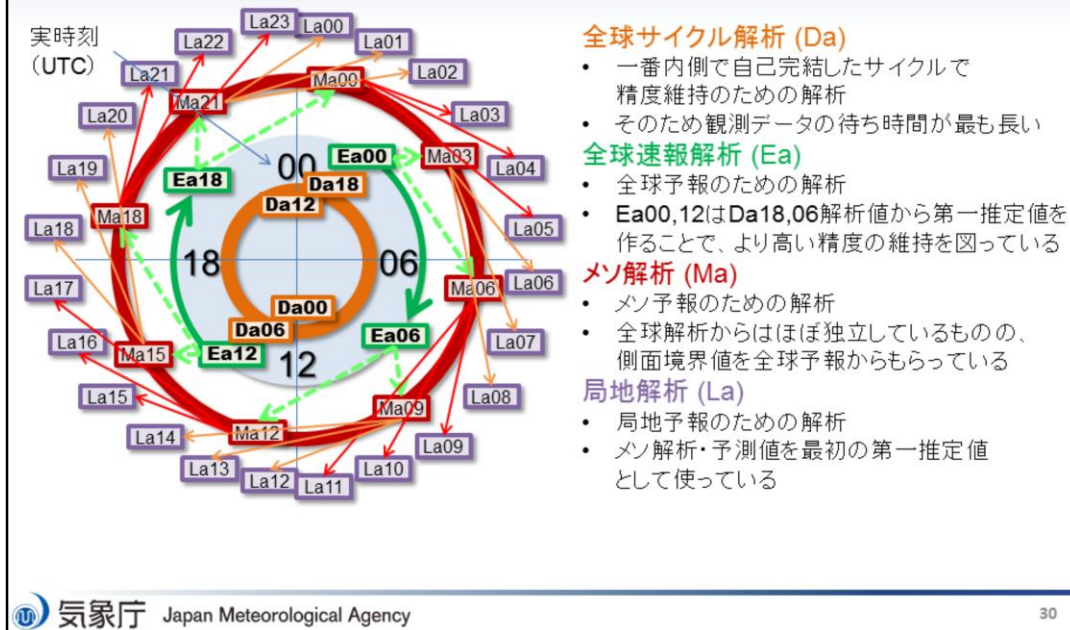 実時刻
(UTC)
La22
La23
La00
La01
La02
La21
La20
La19
La18
La17
La16
La15
La14
La13
La12
La11
La10
La09
La08
La07
La06
La05
La04
La03
Ma21
Ma00
Ma03
Ma18
Ma06
Ma15
Ma12
Ma09
Ea18
Ea00
Ea12
Ea06
00
Da18
Da12
18
06
Da00
Da06
12
全球サイクル解析 (Da)
• 一番内側で自己完結したサイクルで
精度維持のための解析
• そのため観測データの待ち時間が最も長い
全球速報解析 (Ea)
• 全球予報のための解析
• Ea00,12はDa18,06解析値から第一推定値を
作ることで、より高い精度の維持を図っている
メソ解析 (Ma)
• メソ予報のための解析
• 全球解析からはほぼ独立しているものの、
側面境界値を全球予報からもらっている
局地解析 (La)
• 局地予報のための解析
• メソ解析・予測値を最初の第一推定値
として使っている
気象庁 Japan Meteorological Agency
30